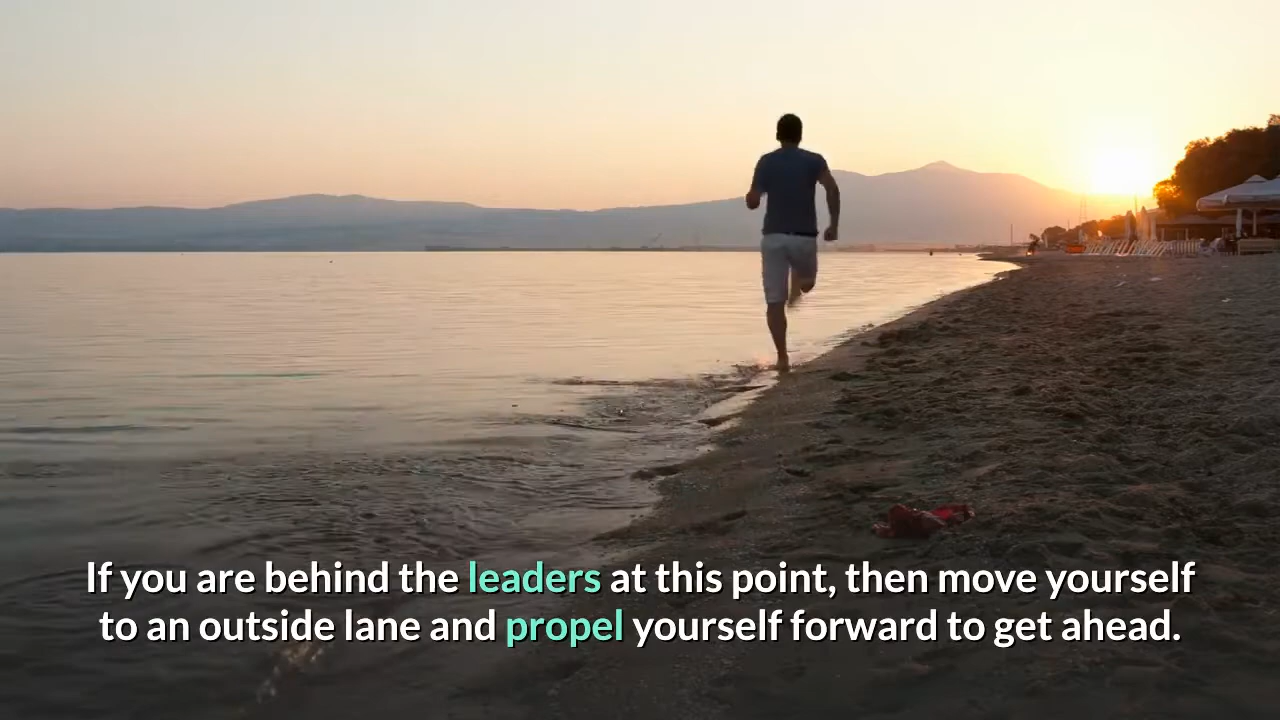 If you are behind the leaders at this point, then move yourself
to an outside lane and propel yourself forward to get ahead.